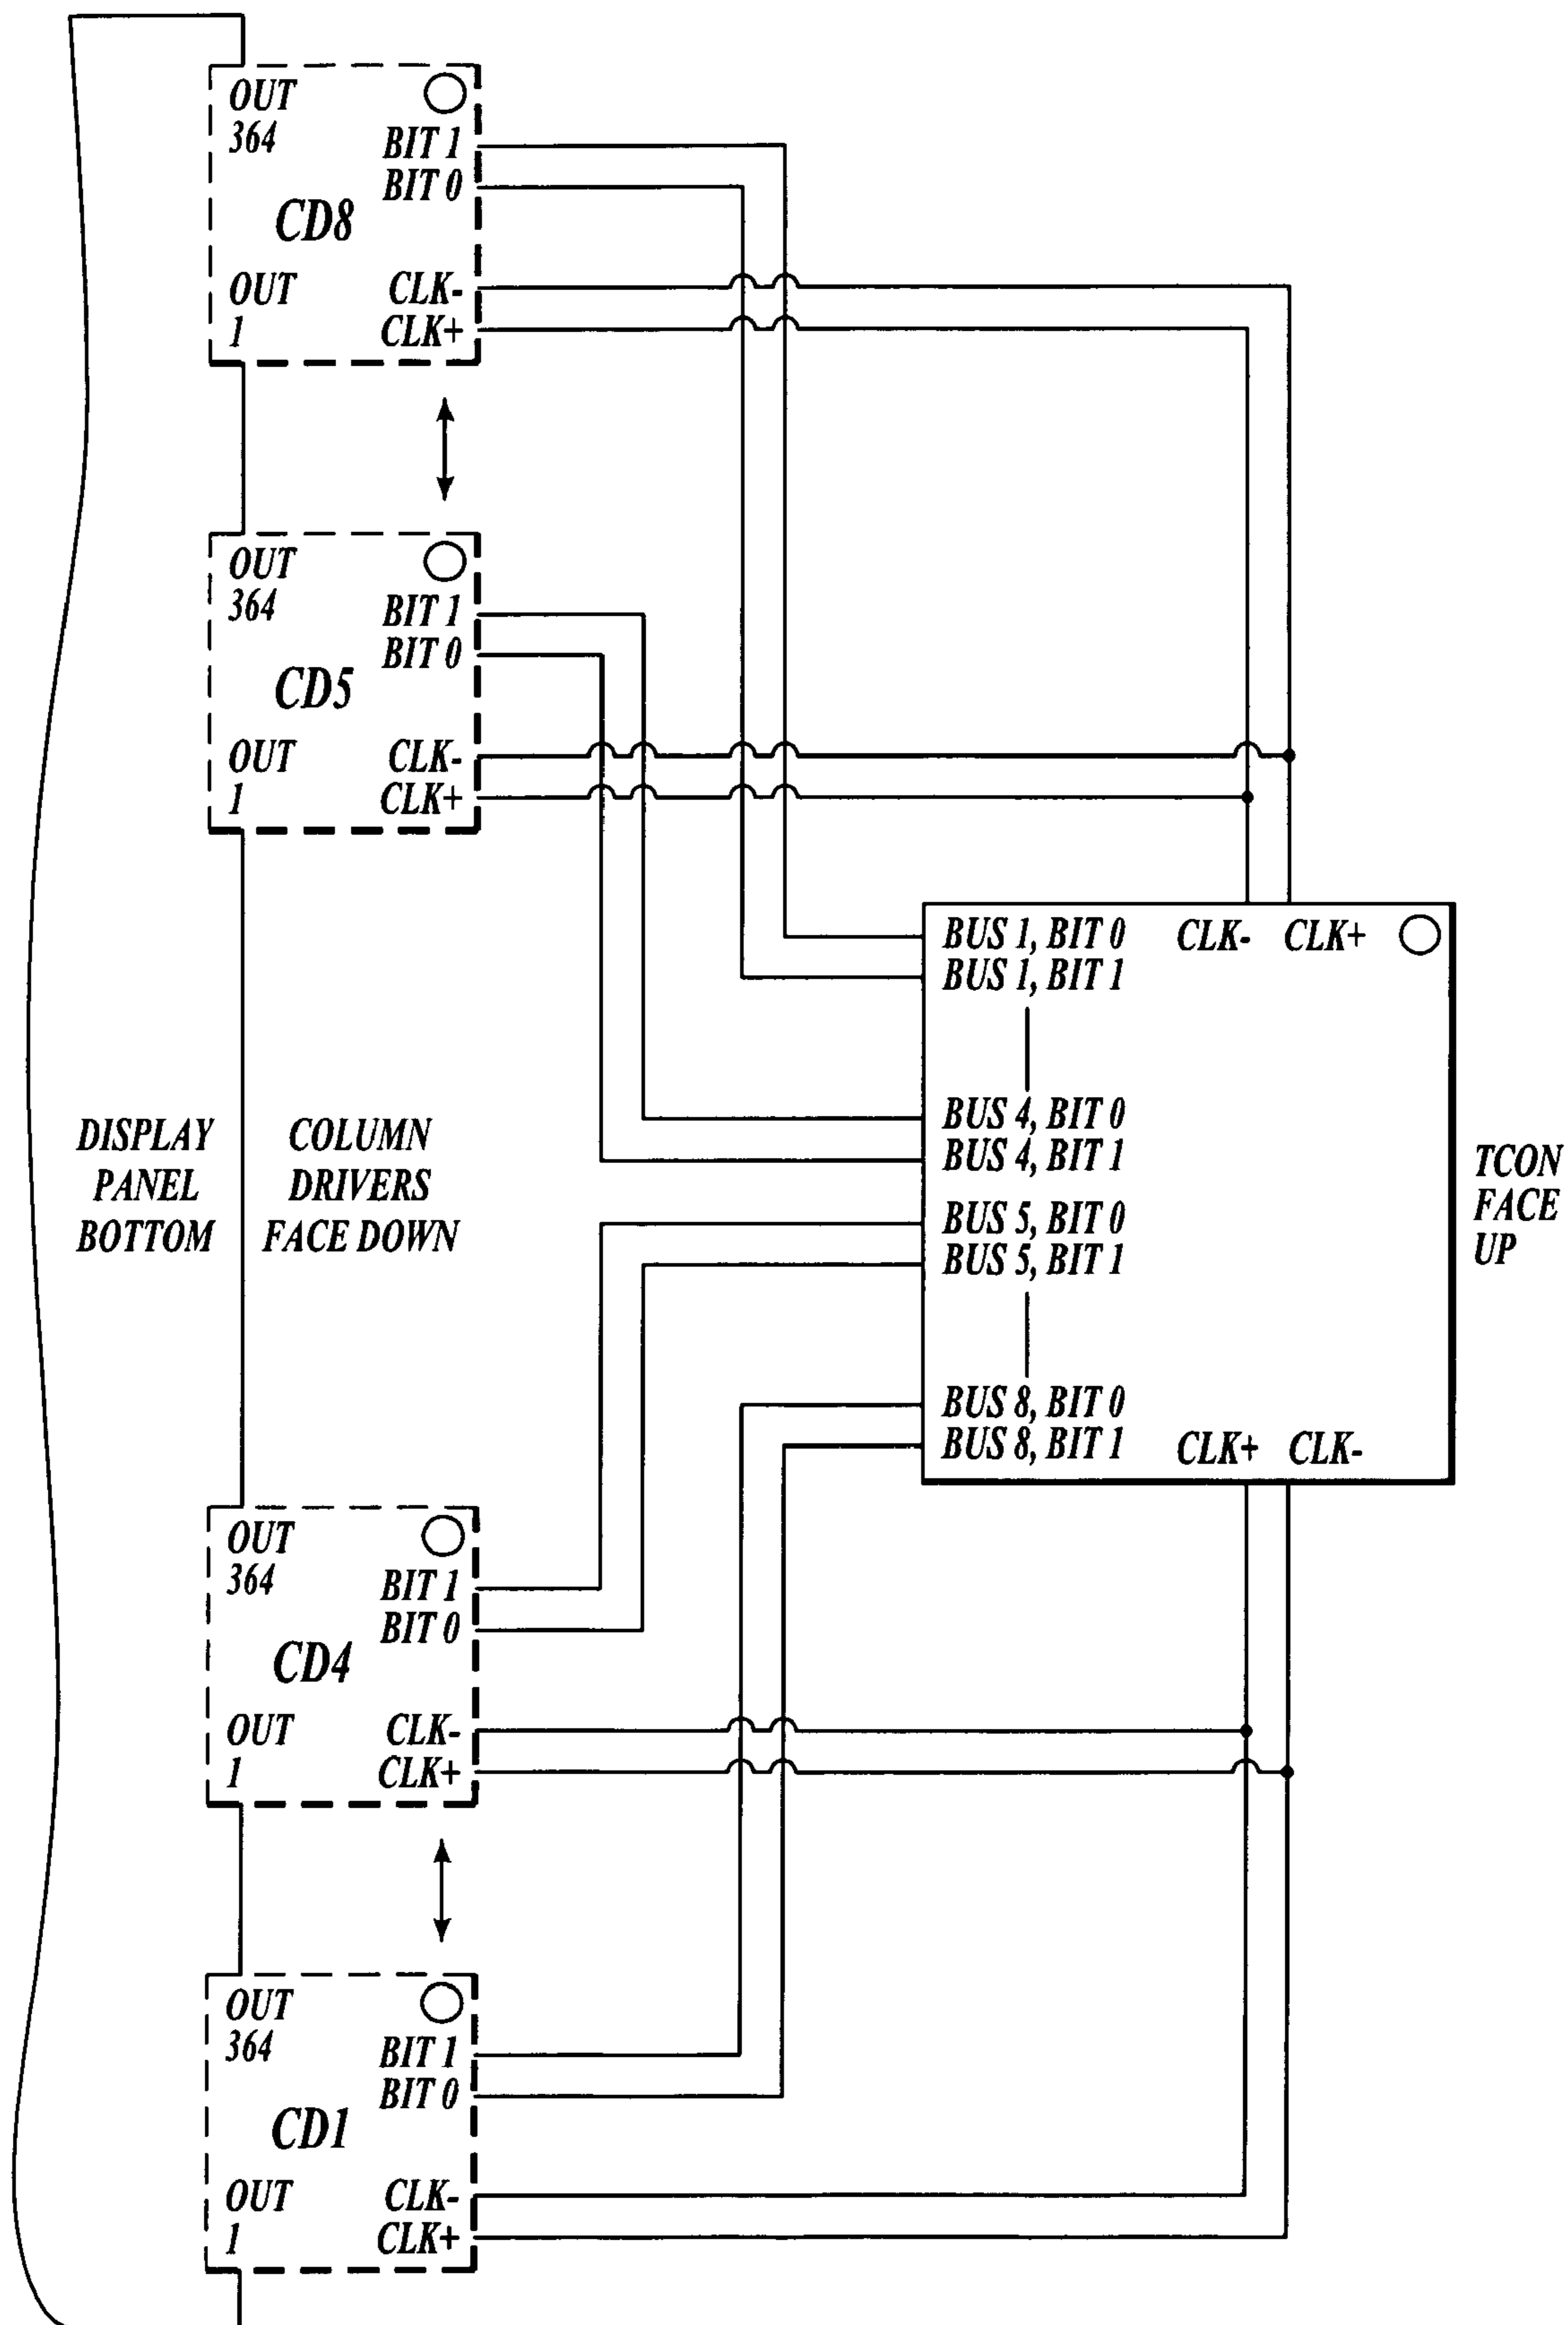 OUT
364
BIT 1
BIT 0
CD8
OUT
1
CLK-
CLK+
OUT
364
BIT 1
BIT 0
CD5
OUT
1
CLK-
CLK+
BUS 1, BIT 0
BUS 1, BIT 1
CLK- CLK+
BUS 4, BIT 0
BUS 4, BIT 1
BUS 5, BIT 0
BUS 5, BIT 1
BUS 8, BIT 0
BUS 8, BIT 1
CLK+ CLK-
DISPLAY
PANEL
BOTTOM
COLUMN
DRIVERS
FACE DOWN
TCON
FACE
UP
OUT
364
BIT 1
BIT 0
CD4
OUT
1
CLK-
CLK+
OUT
364
BIT 1
BIT 0
CD1
OUT
1
CLK-
CLK+